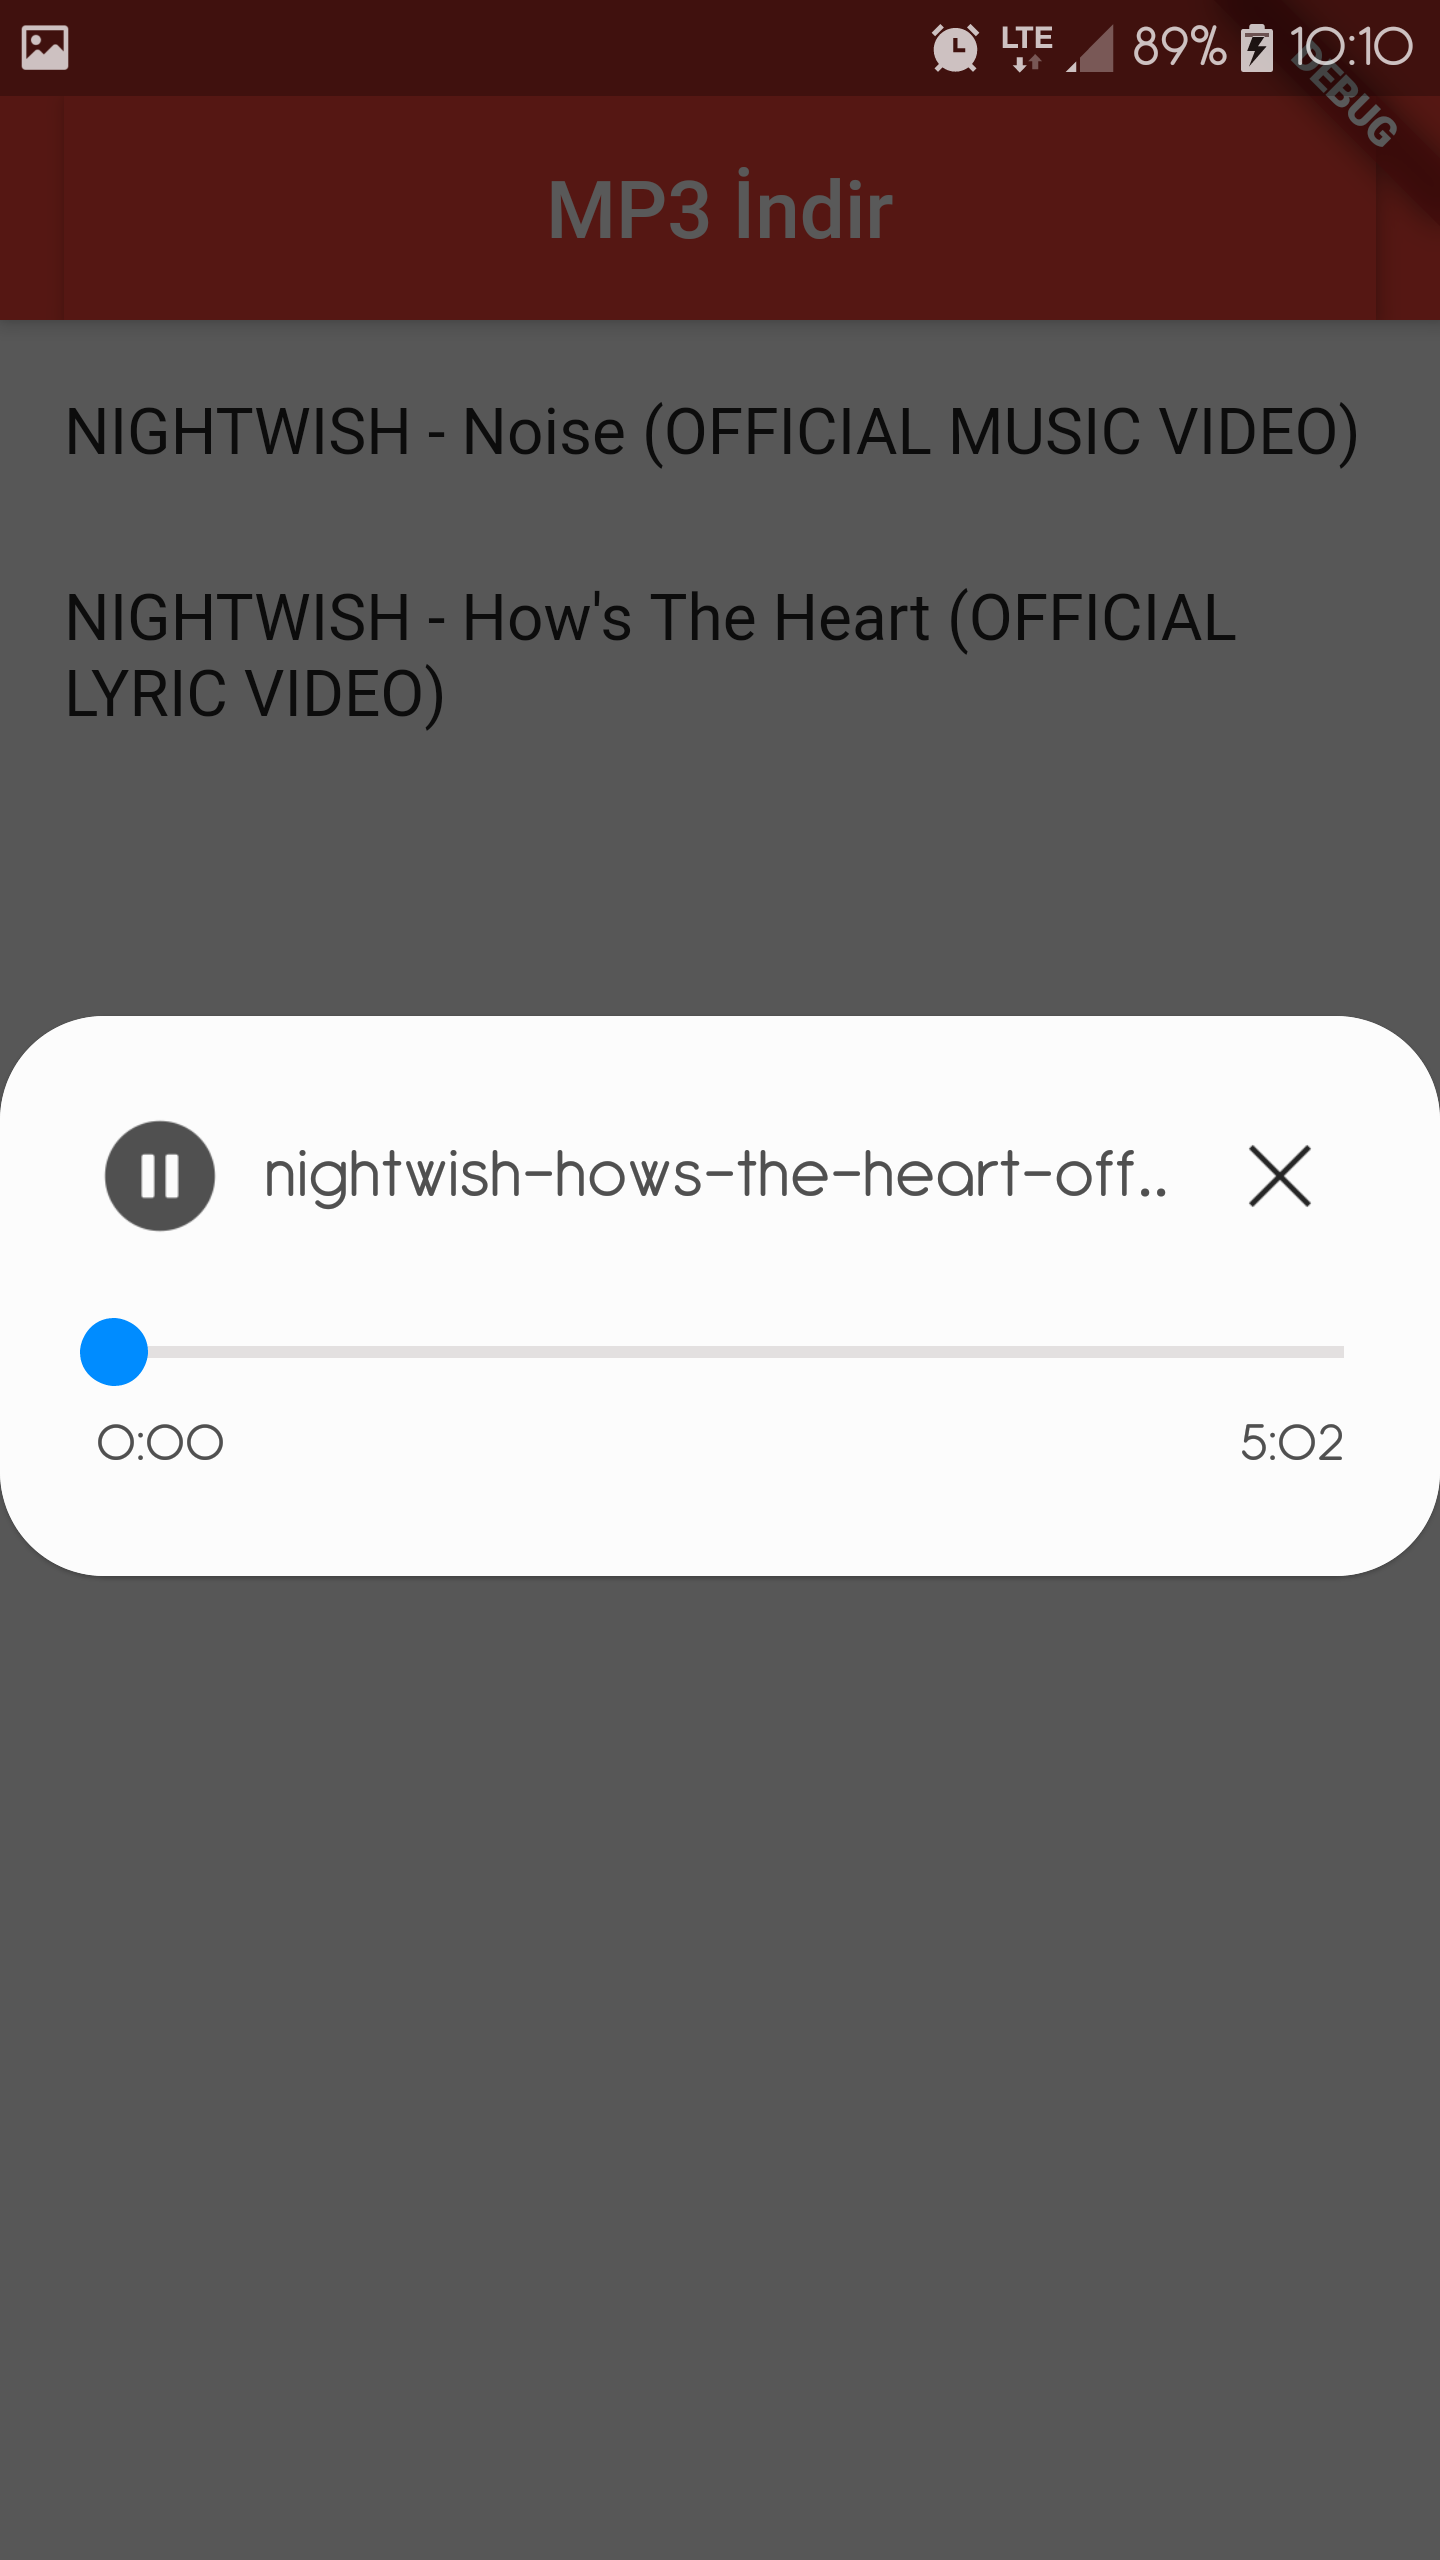 LTE 89% 10:10
DEBUG
MP3 İndir
NIGHTWISH - Noise (OFFICIAL MUSIC VIDEO)
NIGHTWISH - How's The Heart (OFFICIAL
LYRIC VIDEO)
nightwish-hows-the-heart-off..
0:00 5:02